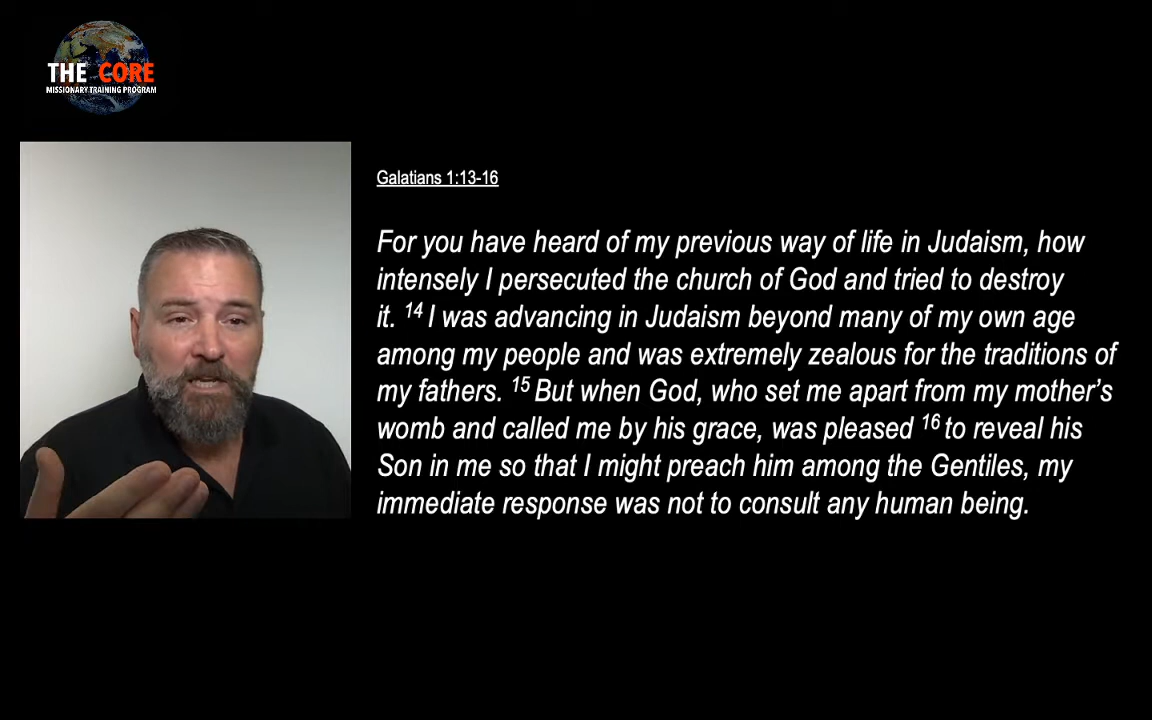 THE CORE
MISSIONARY TRAINING PROGRAM
Galatians 1:13-16
For you have heard of my previous way of life in Judaism, how
intensely I persecuted the church of God and tried to destroy
it. 14 I was advancing in Judaism beyond many of my own age
among my people and was extremely zealous for the traditions of
my fathers. 15 But when God, who set me apart from my mother’s
womb and called me by his grace, was pleased 16 to reveal his
Son in me so that I might preach him among the Gentiles, my
immediate response was not to consult any human being.